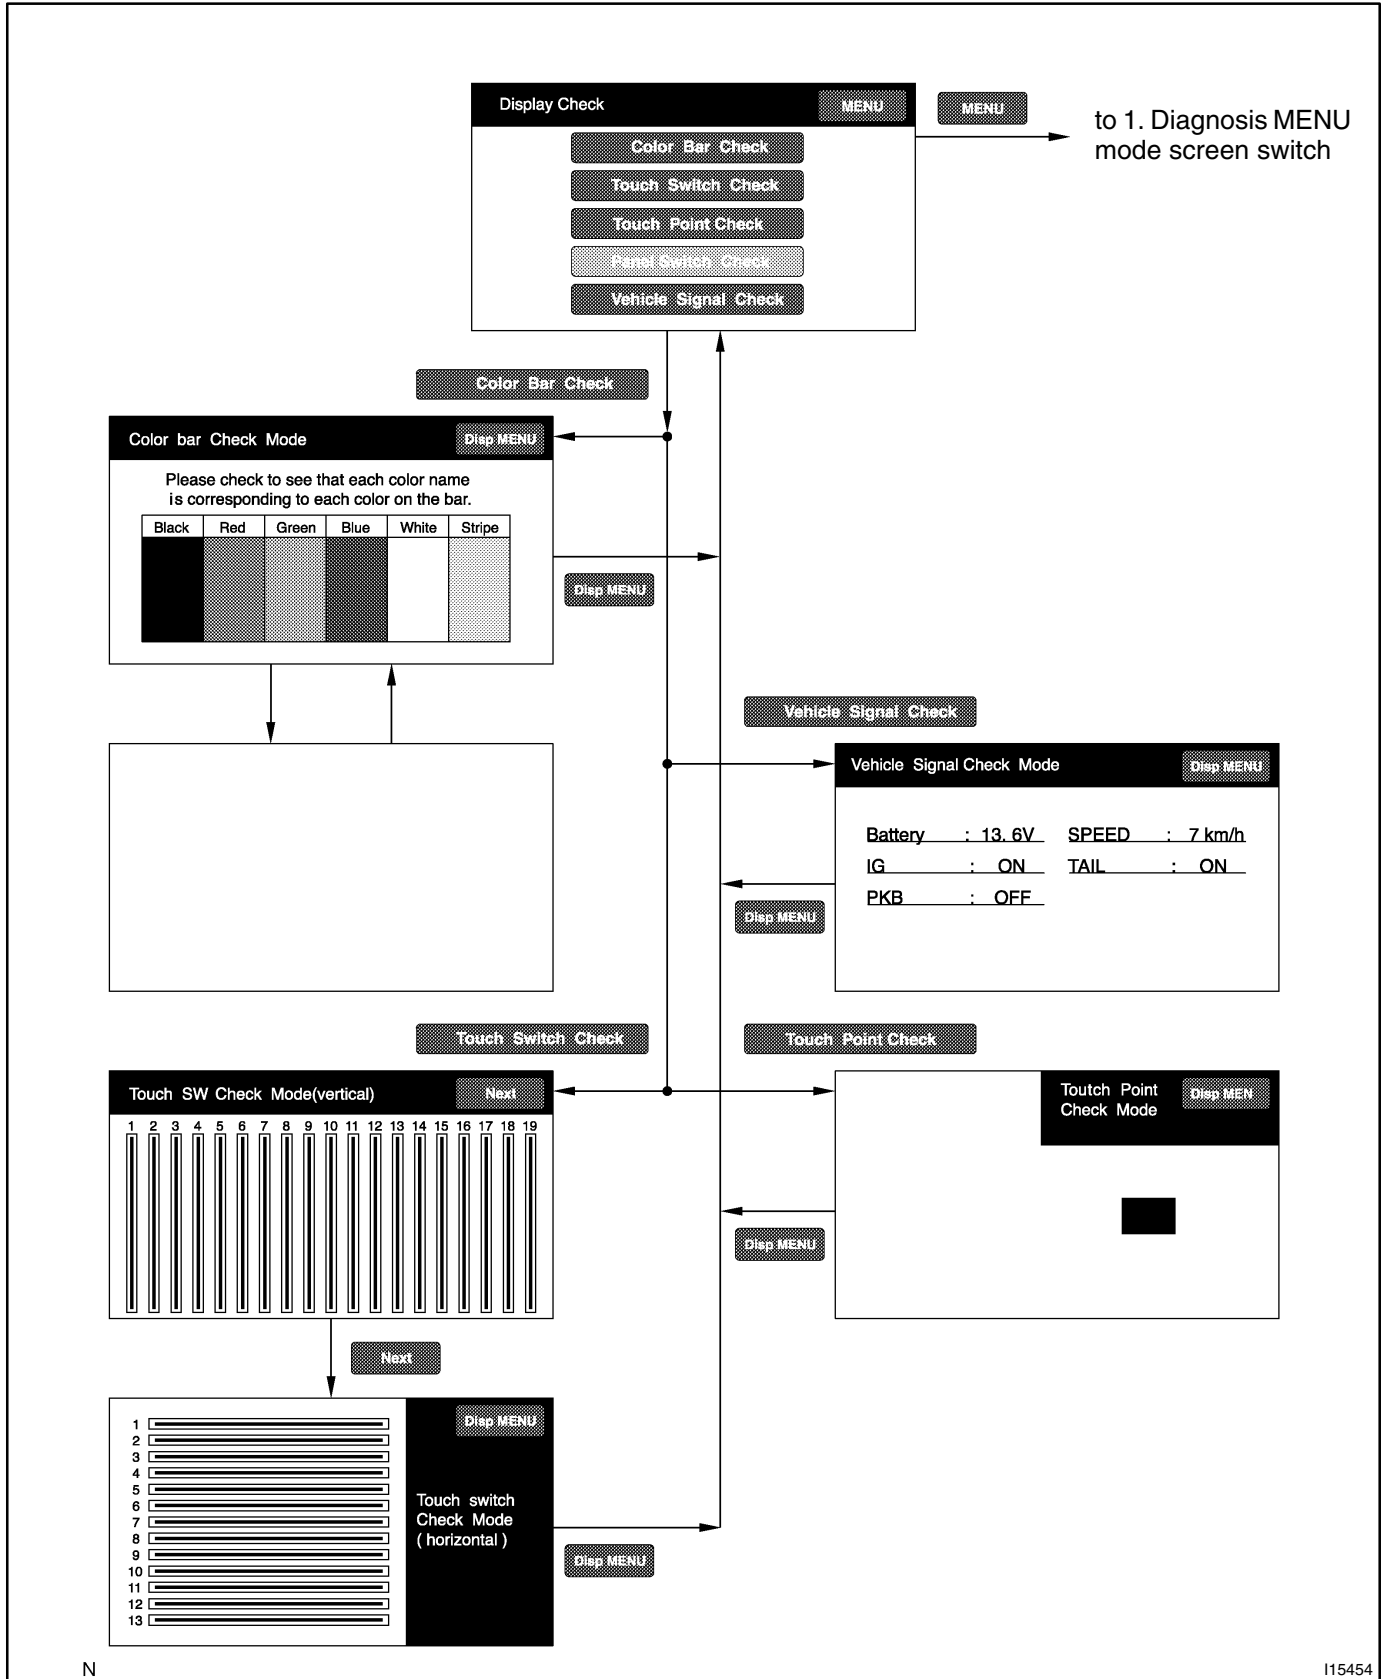 Display Check MENU MENU
to 1. Diagnosis MENU
mode screen switch
Color Bar Check
Touch Switch Check
Touch Point Check
Panel Switch Check
Vehicle Signal Check
Color Bar Check
Color bar Check Mode Disp MENU
Please check to see that each color name
is corresponding to each color on the bar.
Black Red Green Blue White Stripe
Disp MENU
Vehicle Signal Check
Vehicle Signal Check Mode Disp MENU
Battery : 13. 6V SPEED : 7 km/h
IG : ON TAIL : ON
PKB : OFF
Disp MENU
Touch Switch Check Touch Point Check
Touch SW Check Mode(vertical) Next
1 2 3 4 5 6 7 8 9 10 11 12 13 14 15 16 17 18 19
Toutch Point
Check Mode
Disp MEN
Disp MENU
Next
1
2
3
4
5
6
7
8
9
10
11
12
13
Disp MENU
Touch switch
Check Mode
( horizontal )
Disp MENU
N I15454